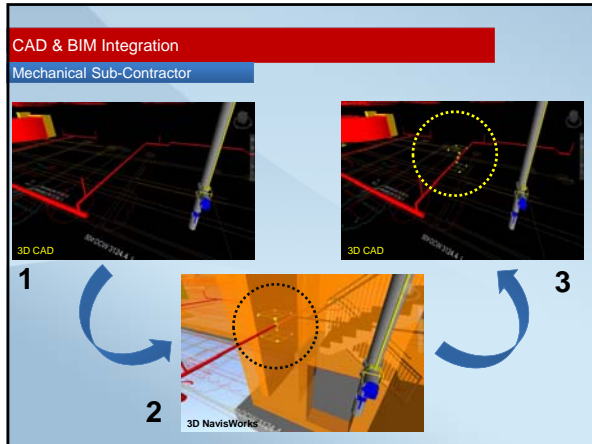 CAD & BIM Integration
Mechanical Sub-Contractor
3D CAD
3D CAD
1
3
3D NavisWorks
2